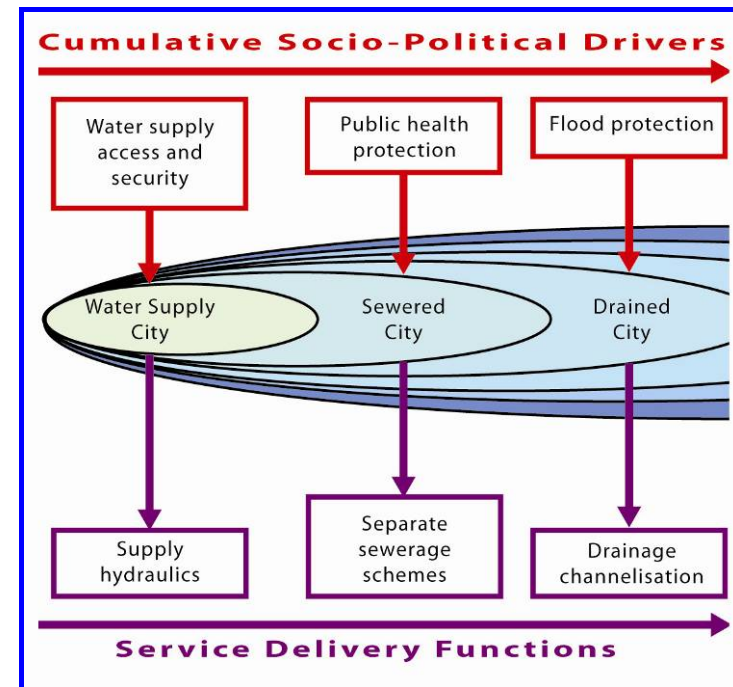 Cumulative Socio-Political Drivers
Water supply
access and
security
Public health
protection
Flood protection
Water Supply
City
Sewered
City
Drained
City
Supply
hydraulics
Separate
sewerage
schemes
Drainage
channelisation
Service Delivery Functions